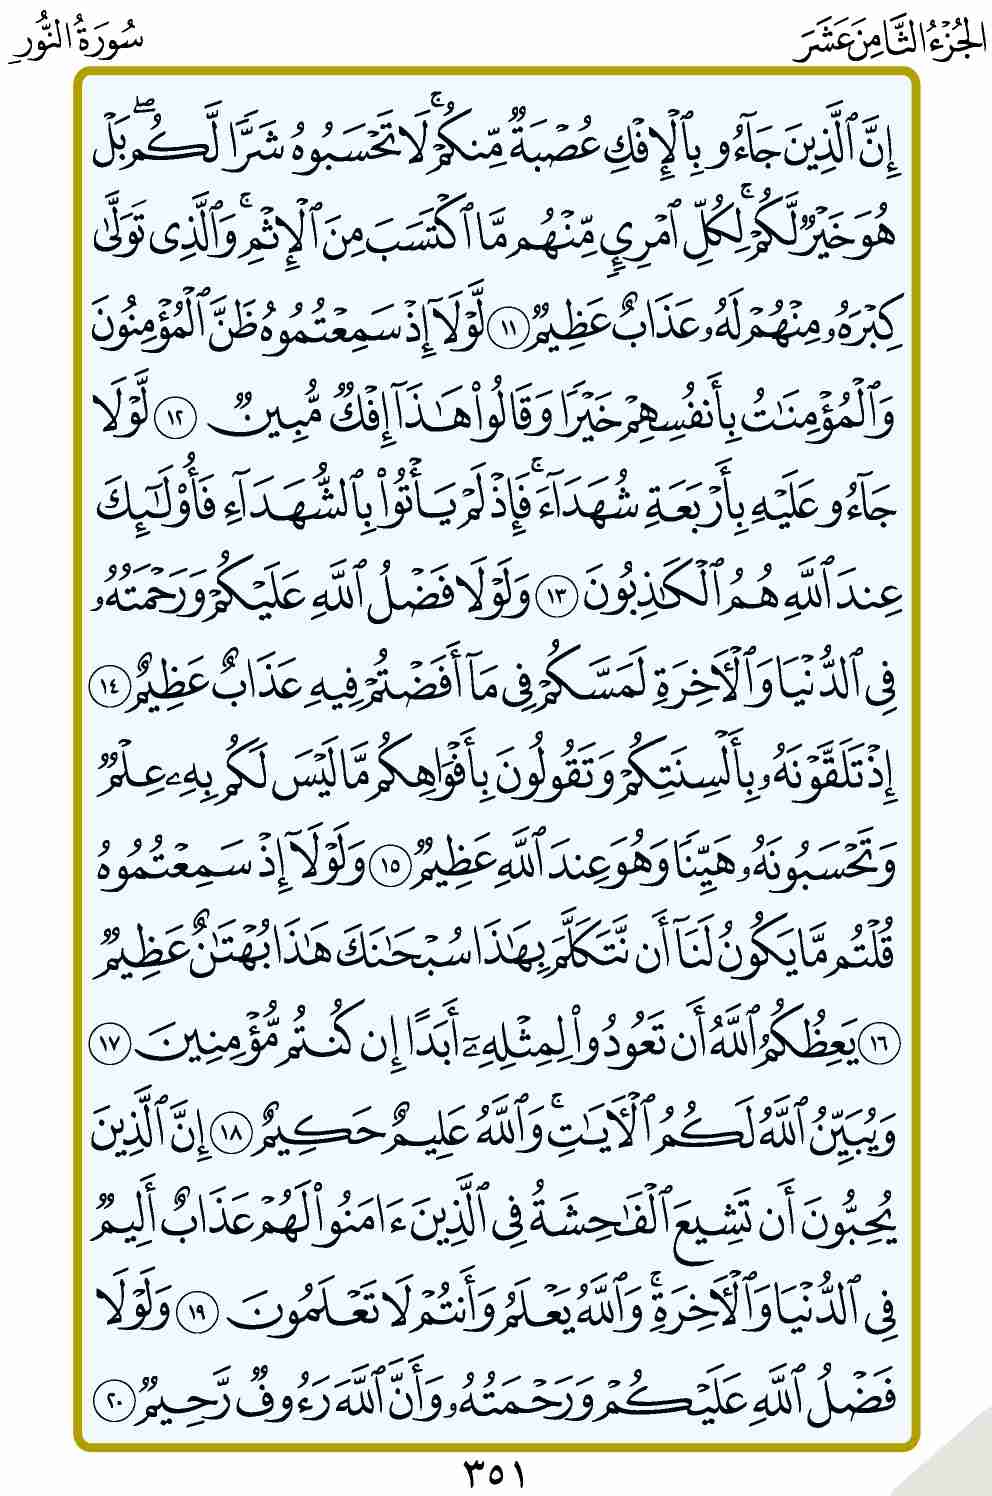 الجُزْءُ الثَّامِنَ عَشَرَ
سُورَةُ النُّورِ
إِنَّ ٱلَّذِينَ جَآءُو بِٱلۡإِفۡكِ عُصۡبَةٞ مِّنكُمۡۚ لَا تَحۡسَبُوهُ شَرّٗا لَّكُمۖ بَلۡ
هُوَ خَيۡرٞ لَّكُمۡۚ لِكُلِّ ٱمۡرِيٕٖ مِّنۡهُم مَّا ٱكۡتَسَبَ مِنَ ٱلۡإِثۡمِۚ وَٱلَّذِي تَوَلَّىٰ
كِبۡرَهُۥ مِنۡهُمۡ لَهُۥ عَذَابٌ عَظِيمٞ ١١ لَّوۡلَآ إِذۡ سَمِعۡتُمُوهُ ظَنَّ ٱلۡمُؤۡمِنُونَ
وَٱلۡمُؤۡمِنَٰتُ بِأَنفُسِهِمۡ خَيۡرٗا وَقَالُواْ هَٰذَآ إِفۡكٞ مُّبِينٞ ١٢ لَّوۡلَا
جَآءُو عَلَيۡهِ بِأَرۡبَعَةِ شُهَدَآءَۚ فَإِذۡ لَمۡ يَأۡتُواْ بِٱلشُّهَدَآءِ فَأُوْلَٰٓئِكَ
عِندَ ٱللَّهِ هُمُ ٱلۡكَٰذِبُونَ ١٣ وَلَوۡلَا فَضۡلُ ٱللَّهِ عَلَيۡكُمۡ وَرَحۡمَتُهُۥ
فِي ٱلدُّنۡيَا وَٱلۡأٓخِرَةِ لَمَسَّكُمۡ فِي مَآ أَفَضۡتُمۡ فِيهِ عَذَابٌ عَظِيمٌ ١٤
إِذۡ تَلَقَّوۡنَهُۥ بِأَلۡسِنَتِكُمۡ وَتَقُولُونَ بِأَفۡوَاهِكُم مَّا لَيۡسَ لَكُم بِهِۦ عِلۡمٞ
وَتَحۡسَبُونَهُۥ هَيِّنٗا وَهُوَ عِندَ ٱللَّهِ عَظِيمٞ ١٥ وَلَوۡلَآ إِذۡ سَمِعۡتُمُوهُ
قُلۡتُم مَّا يَكُونُ لَنَآ أَن نَّتَكَلَّمَ بِهَٰذَا سُبۡحَٰنَكَ هَٰذَا بُهۡتَٰنٌ عَظِيمٞ
١٦ يَعِظُكُمُ ٱللَّهُ أَن تَعُودُواْ لِمِثۡلِهِۦٓ أَبَدًا إِن كُنتُم مُّؤۡمِنِينَ ١٧
وَيُبَيِّنُ ٱللَّهُ لَكُمُ ٱلۡأٓيَٰتِۚ وَٱللَّهُ عَلِيمٌ حَكِيمٌ ١٨ إِنَّ ٱلَّذِينَ
يُحِبُّونَ أَن تَشِيعَ ٱلۡفَٰحِشَةُ فِي ٱلَّذِينَ ءَامَنُواْ لَهُمۡ عَذَابٌ أَلِيمٞ
فِي ٱلدُّنۡيَا وَٱلۡأٓخِرَةِۚ وَٱللَّهُ يَعۡلَمُ وَأَنتُمۡ لَا تَعۡلَمُونَ ١٩ وَلَوۡلَا
فَضۡلُ ٱللَّهِ عَلَيۡكُمۡ وَرَحۡمَتُهُۥ وَأَنَّ ٱللَّهَ رَءُوفٞ رَّحِيمٞ ٢٠
٣٥١